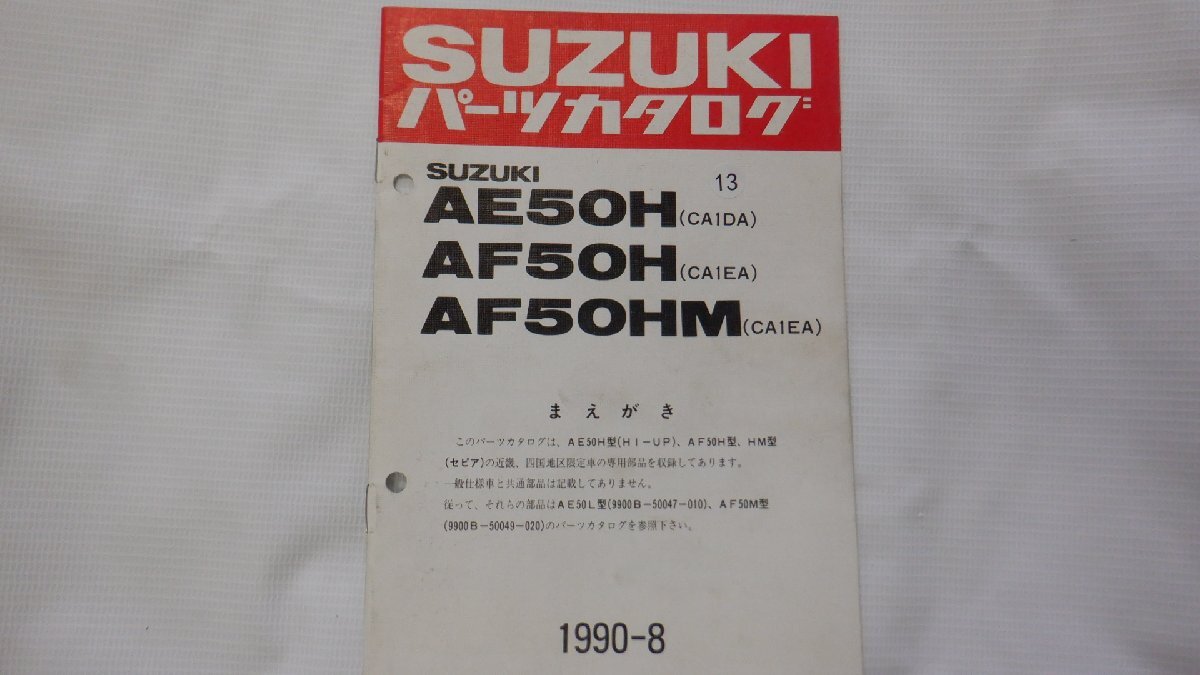 SUZUKI
パーツカタログ
SUZUKI
13
AE50H(CA1DA)
AF50H(CA1EA)
AF50HM(CA1EA)
まえがき
このパーツカタログは、AE50H型(HI−UP)、AF50H型、HM型
(セピア)の近畿、四国地区限定車の専用部品を収録してあります。
一般仕様車と共通部品は記載してありません。
従って、それらの部品はAE50L型(9900B−50047−010)、AF50M型
(9900B−50049−020)のパーツカタログを参照下さい。
1990−8